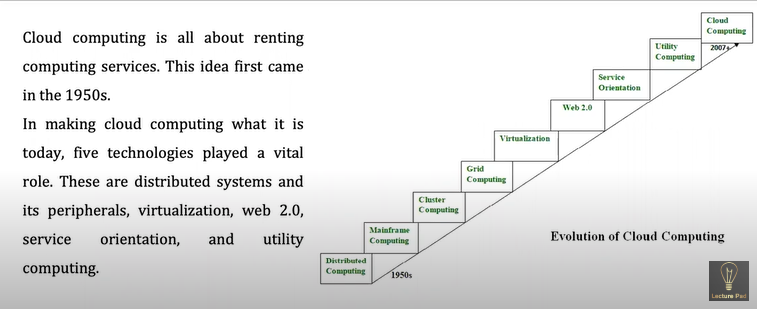 Cloud computing is all about renting
computing services. This idea first came
in the 1950s.
In making cloud computing what it is
today, five technologies played a vital
role. These are distributed systems and
its peripherals, virtualization, web 2.0,
service orientation, and utility
computing.
Cloud
Computing
2007s
Utility
Computing
Service
Orientation
Web 2.0
Virtualization
Grid
Computing
Cluster
Computing
Mainframe
Computing
Distributed
Computing
1950s
Evolution of Cloud Computing
Lecture Pad